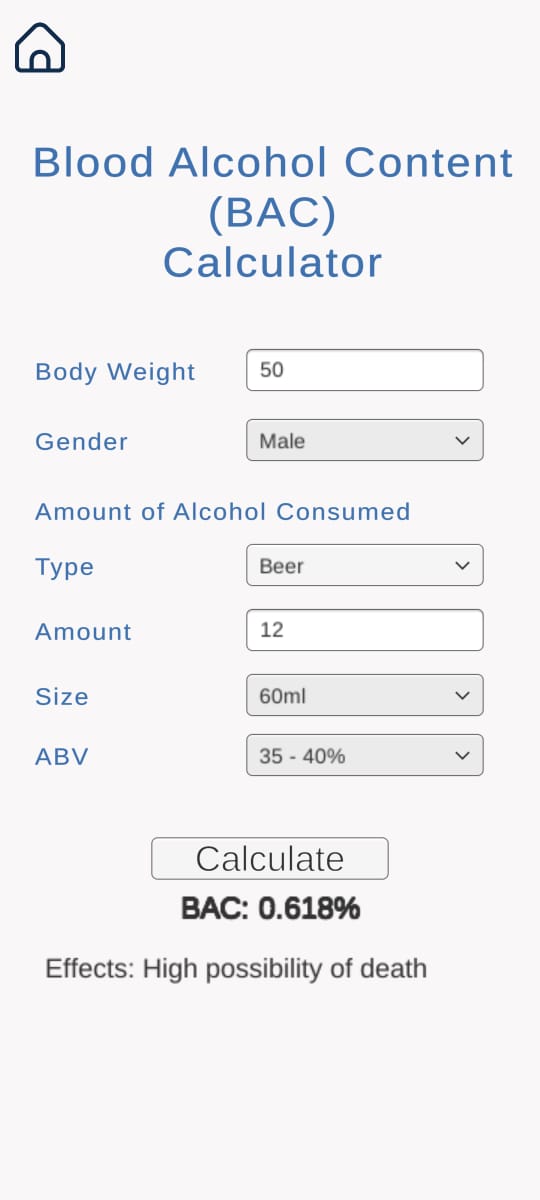 Blood Alcohol Content
(BAC)
Calculator
Body Weight 50
Gender Male
Amount of Alcohol Consumed
Type Beer
Amount 12
Size 60ml
ABV 35 - 40%
Calculate
BAC: 0.618%
Effects: High possibility of death